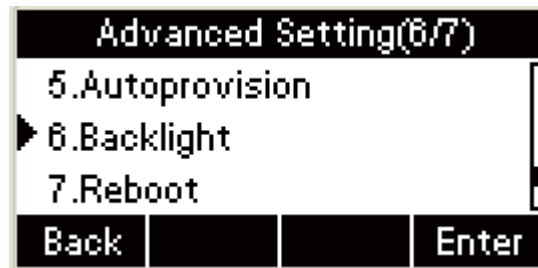 Advanced Setting(6/7)
5.Autoprovision
6.Backlight
7.Reboot
Back Enter